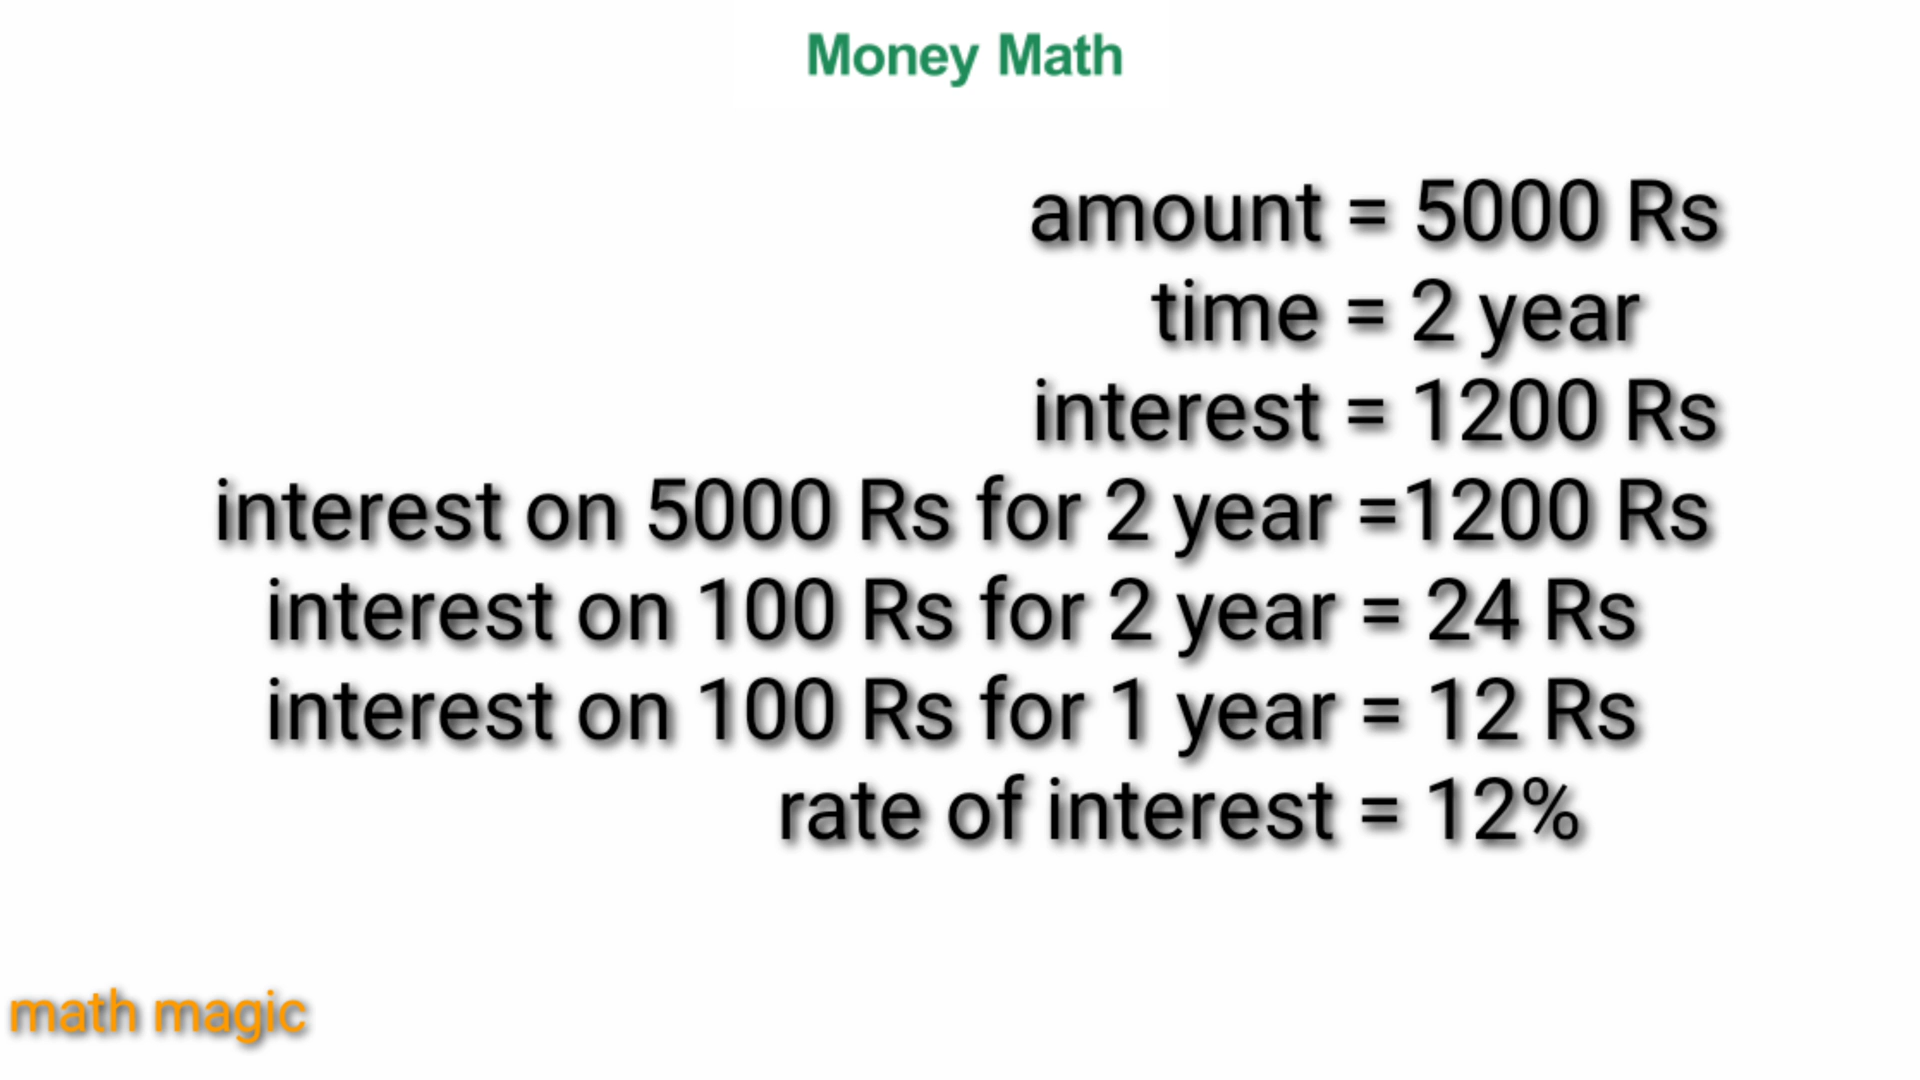 Money Math
amount = 5000 Rs
time = 2 year
interest = 1200 Rs
interest on 5000 Rs for 2 year =1200 Rs
interest on 100 Rs for 2 year = 24 Rs
interest on 100 Rs for 1 year = 12 Rs
rate of interest = 12%
math magic